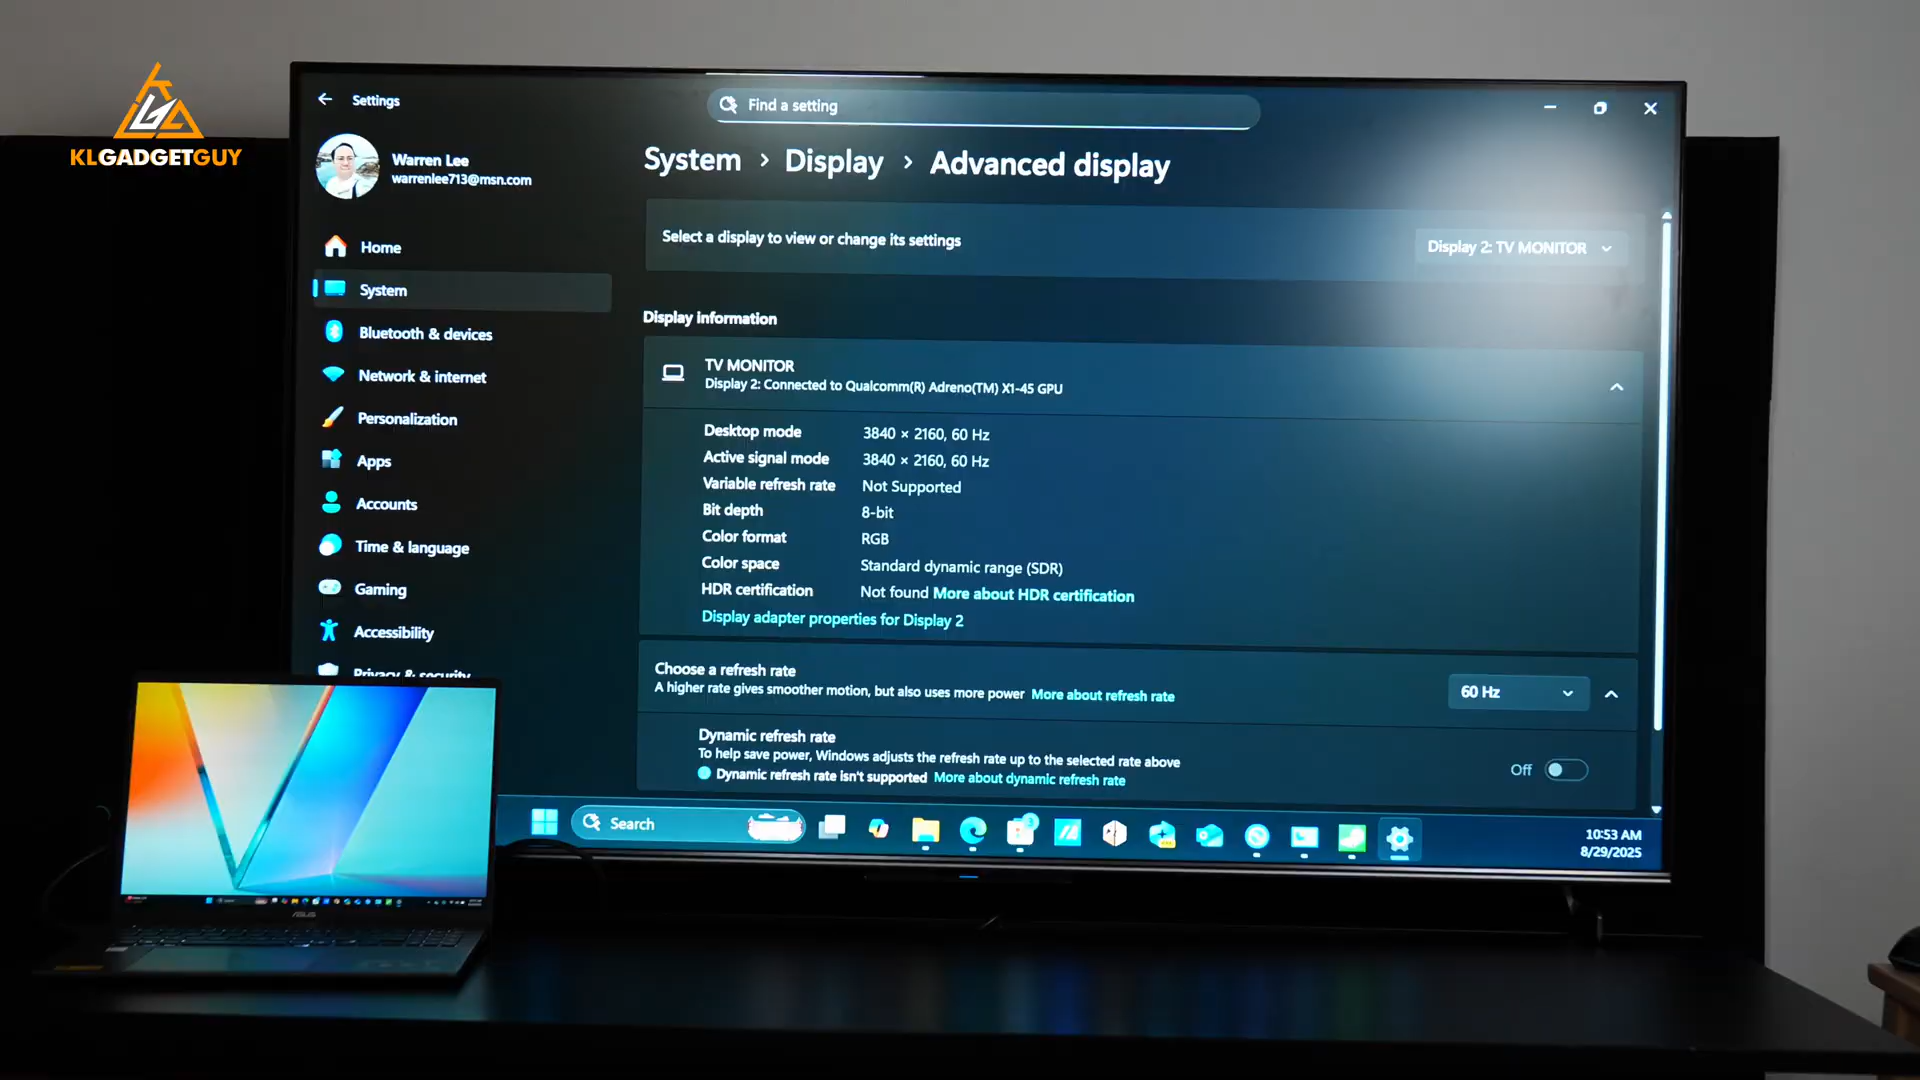 KLGADGETGUY
Settings
Find a setting
Warren Lee
warrenlee713@msn.com
Home
System
Bluetooth & devices
Network & internet
Personalization
Apps
Accounts
Time & language
Gaming
Accessibility
Privacy & security
System > Display > Advanced display
Select a display to view or change its settings
Display 2: TV MONITOR
Display information
TV MONITOR
Display 2: Connected to Qualcomm(R) Adreno(TM) X1-45 GPU
Desktop mode 3840 × 2160, 60 Hz
Active signal mode 3840 × 2160, 60 Hz
Variable refresh rate Not Supported
Bit depth 8-bit
Color format RGB
Color space Standard dynamic range (SDR)
HDR certification Not found More about HDR certification
Display adapter properties for Display 2
Choose a refresh rate
A higher rate gives smoother motion, but also uses more power More about refresh rate
60 Hz
Dynamic refresh rate
To help save power, Windows adjusts the refresh rate up to the selected rate above
Dynamic refresh rate isn't supported More about dynamic refresh rate
Off
Search
10:53 AM
8/29/2025
ASUS